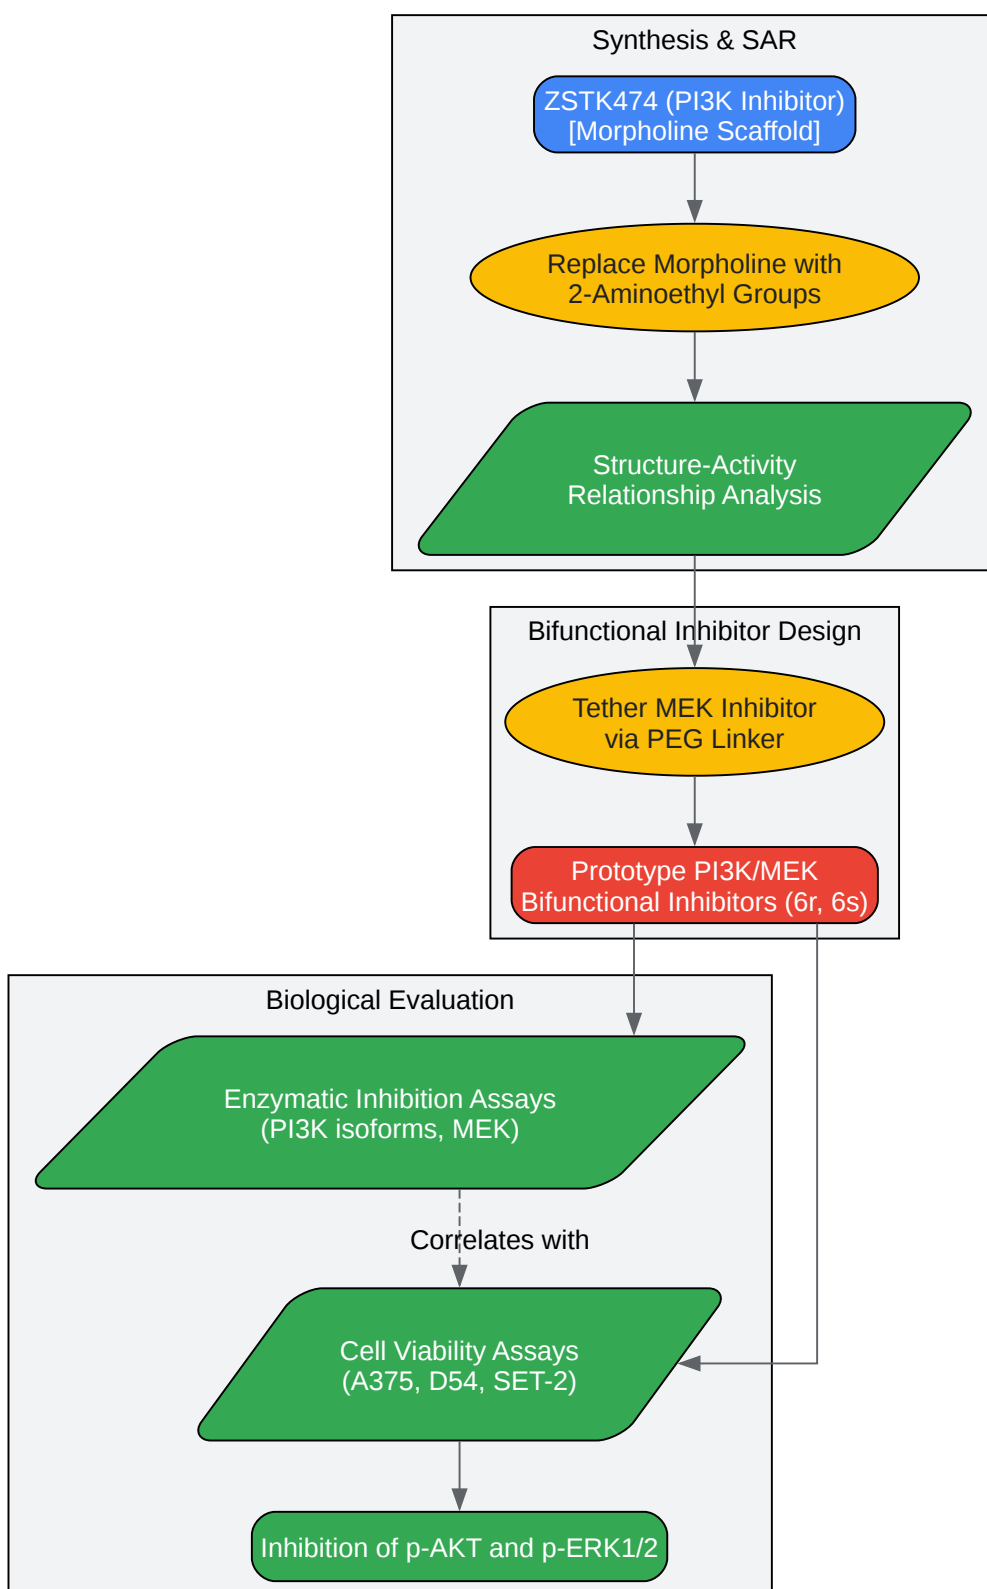 Synthesis & SAR
ZSTK474 (PI3K Inhibitor)
[Morpholine Scaffold]
Replace Morpholine with
2-Aminoethyl Groups
Structure-Activity
Relationship Analysis
Bifunctional Inhibitor Design
Tether MEK Inhibitor
via PEG Linker
Prototype PI3K/MEK
Bifunctional Inhibitors (6r, 6s)
Biological Evaluation
Enzymatic Inhibition Assays
(PI3K isoforms, MEK)
Correlates with
Cell Viability Assays
(A375, D54, SET-2)
Inhibition of p-AKT and p-ERK1/2